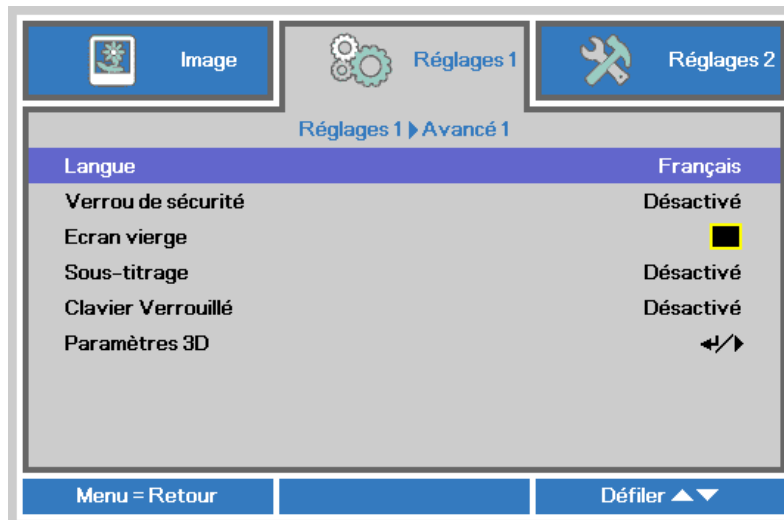 Image
Réglages 1
Réglages 2
Réglages 1 Avancé 1
Langue Français
Verrou de sécurité Désactivé
Ecran vierge
Sous-titrage Désactivé
Clavier Verrouillé Désactivé
Paramètres 3D
Menu = Retour
Défiler